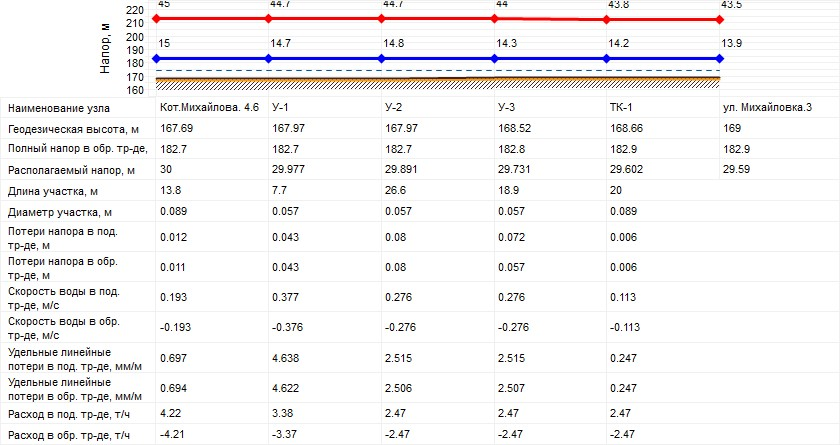 45 44.7 44.7 44 43.8 43.5
220
210
200
190
180
170
160
Напор, м
15 14.7 14.8 14.3 14.2 13.9
Наименование узла Кот.Михайлова. 4.6 У-1 У-2 У-3 ТК-1 ул. Михайловка.3
Геодезическая высота, м 167.69 167.97 167.97 168.52 168.66 169
Полный напор в обр. тр-де, 182.7 182.7 182.7 182.8 182.9 182.9
Располагаемый напор, м 30 29.977 29.891 29.731 29.602 29.59
Длина участка, м 13.8 7.7 26.6 18.9 20
Диаметр участка, м 0.089 0.057 0.057 0.057 0.089
Потери напора в под.
тр-де, м 0.012 0.043 0.08 0.072 0.006
Потери напора в обр.
тр-де, м 0.011 0.043 0.08 0.057 0.006
Скорость воды в под.
тр-де, м/с 0.193 0.377 0.276 0.276 0.113
Скорость воды в обр.
тр-де, м/с -0.193 -0.376 -0.276 -0.276 -0.113
Удельные линейные
потери в под. тр-де, мм/м 0.697 4.638 2.515 2.515 0.247
Удельные линейные
потери в обр. тр-де, мм/м 0.694 4.622 2.506 2.507 0.247
Расход в под. тр-де, т/ч 4.22 3.38 2.47 2.47 2.47
Расход в обр. тр-де, т/ч -4.21 -3.37 -2.47 -2.47 -2.47